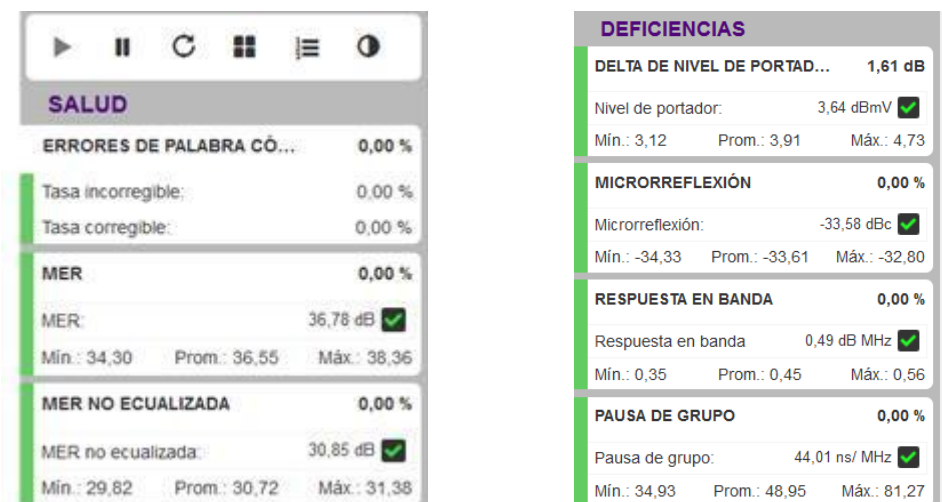 SALUD
ERRORES DE PALABRA CÓ... 0,00 %
Tasa incorregible: 0,00 %
Tasa corregible: 0,00 %
MER 0,00 %
MER: 36,78 dB
Mín.: 34,30 Prom.: 36,55 Máx.: 38,36
MER NO ECUALIZADA 0,00 %
MER no ecualizada: 30,85 dB
Mín.: 29,82 Prom.: 30,72 Máx.: 31,38
DEFICIENCIAS
DELTA DE NIVEL DE PORTAD... 1,61 dB
Nivel de portador: 3,64 dBmV
Mín.: 3,12 Prom.: 3,91 Máx.: 4,73
MICRORREFLEXIÓN 0,00 %
Microrreflexión: -33,58 dBc
Mín.: -34,33 Prom.: -33,61 Máx.: -32,80
RESPUESTA EN BANDA 0,00 %
Respuesta en banda 0,49 dB MHz
Mín.: 0,35 Prom.: 0,45 Máx.: 0,56
PAUSA DE GRUPO 0,00 %
Pausa de grupo: 44,01 ns/ MHz
Mín.: 34,93 Prom.: 48,95 Máx.: 81,27